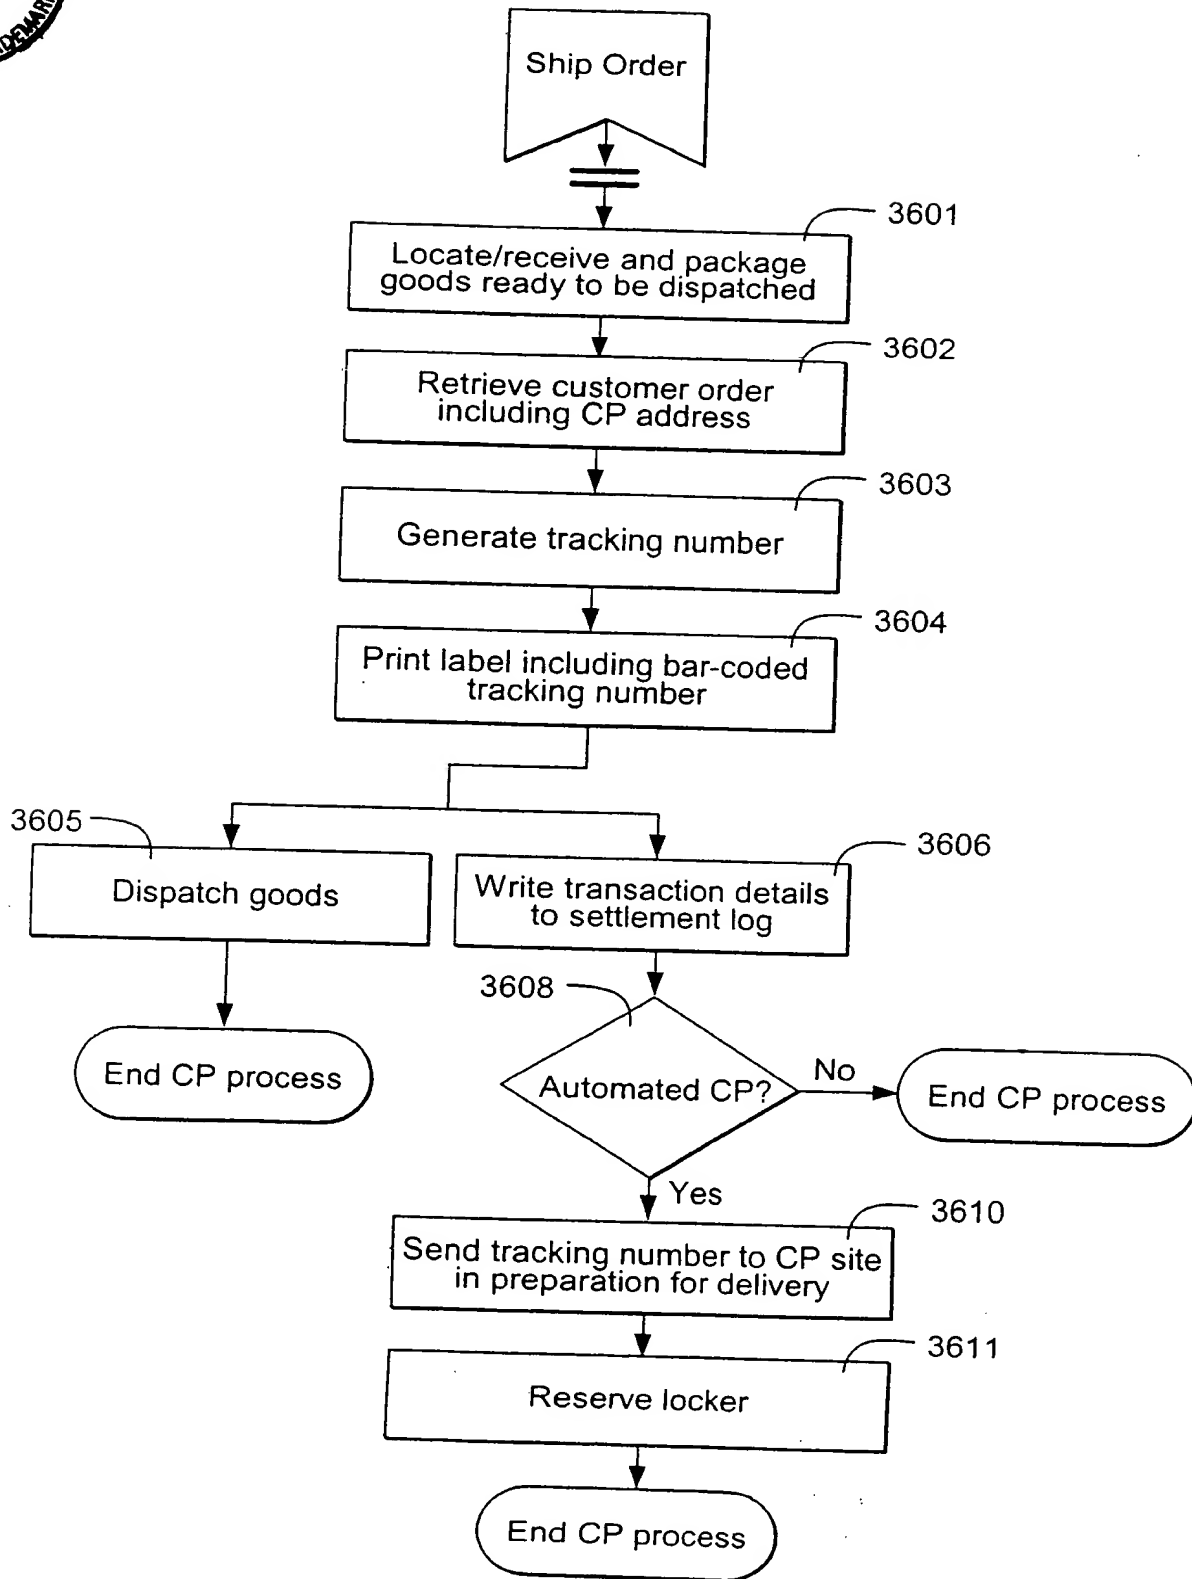 Ship Order
3601
Locate/receive and package
goods ready to be dispatched
3602
Retrieve customer order
including CP address
3603
Generate tracking number
3604
Print label including bar-coded
tracking number
3605
Dispatch goods
End CP process
3606
Write transaction details
to settlement log
3608
Automated CP?
No
End CP process
Yes
3610
Send tracking number to CP site
in preparation for delivery
3611
Reserve locker
End CP process